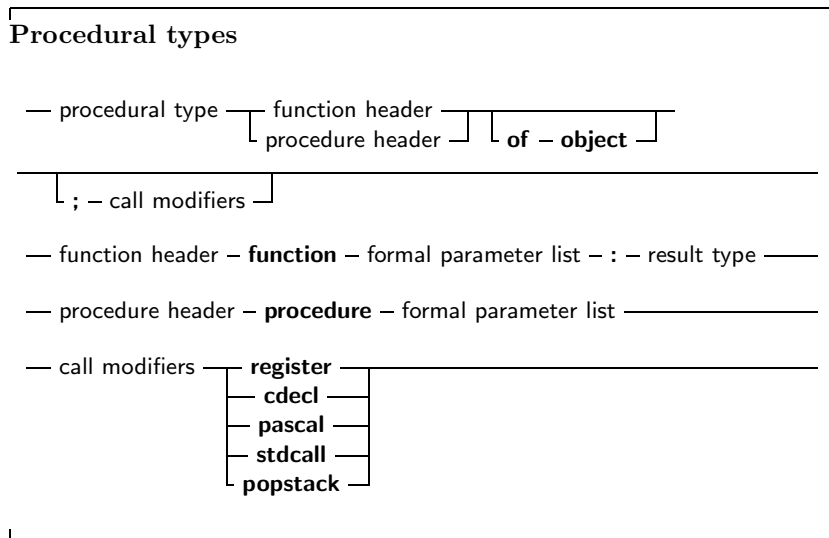 Procedural types
procedural type function header
procedure header of object
; call modifiers
function header function formal parameter list : result type
procedure header procedure formal parameter list
call modifiers register
cdecl
pascal
stdcall
popstack